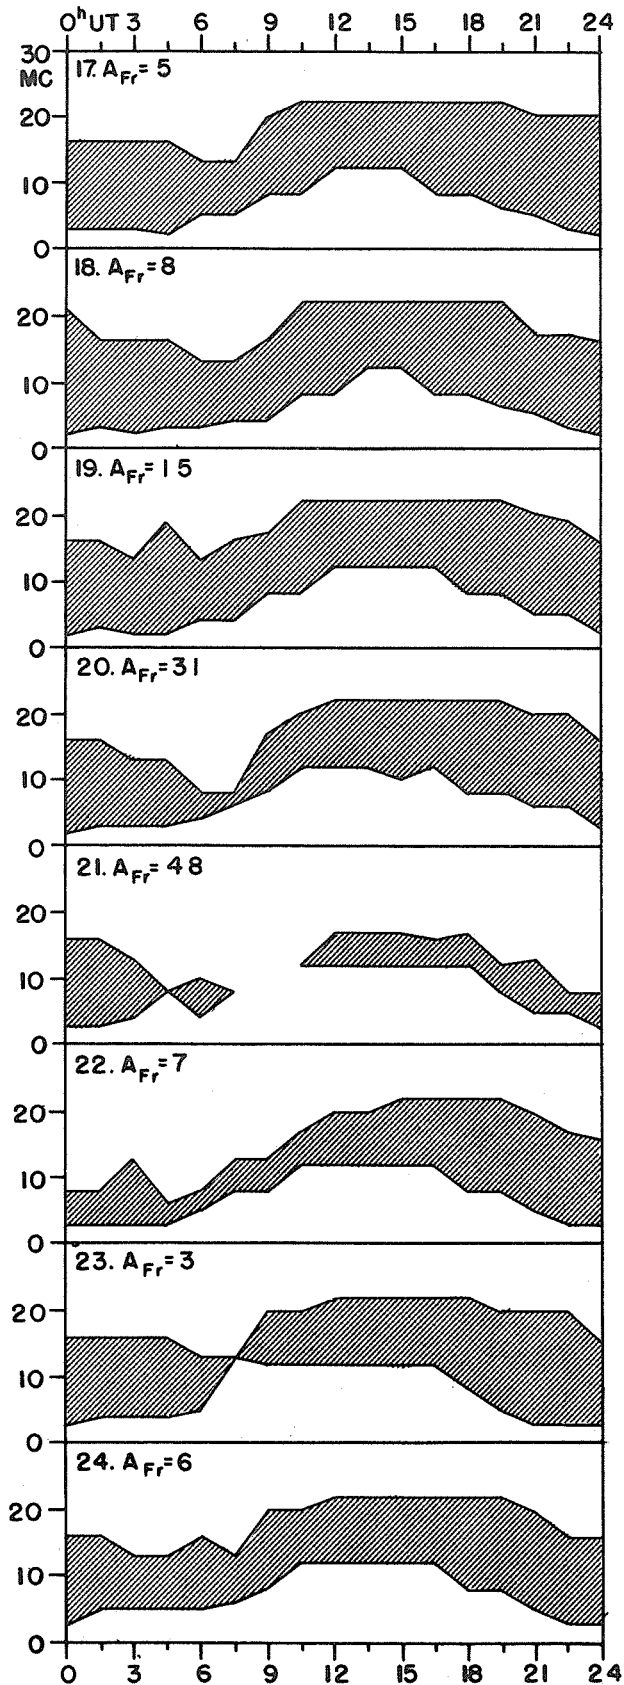 0ʰ UT 3 6 9 12 15 18 21 24
30
MC
17. A_Fr = 5
20
10
0
18. A_Fr = 8
20
10
0
19. A_Fr = 15
20
10
0
20. A_Fr = 31
20
10
0
21. A_Fr = 48
20
10
0
22. A_Fr = 7
20
10
0
23. A_Fr = 3
20
10
0
24. A_Fr = 6
20
10
0
0 3 6 9 12 15 18 21 24